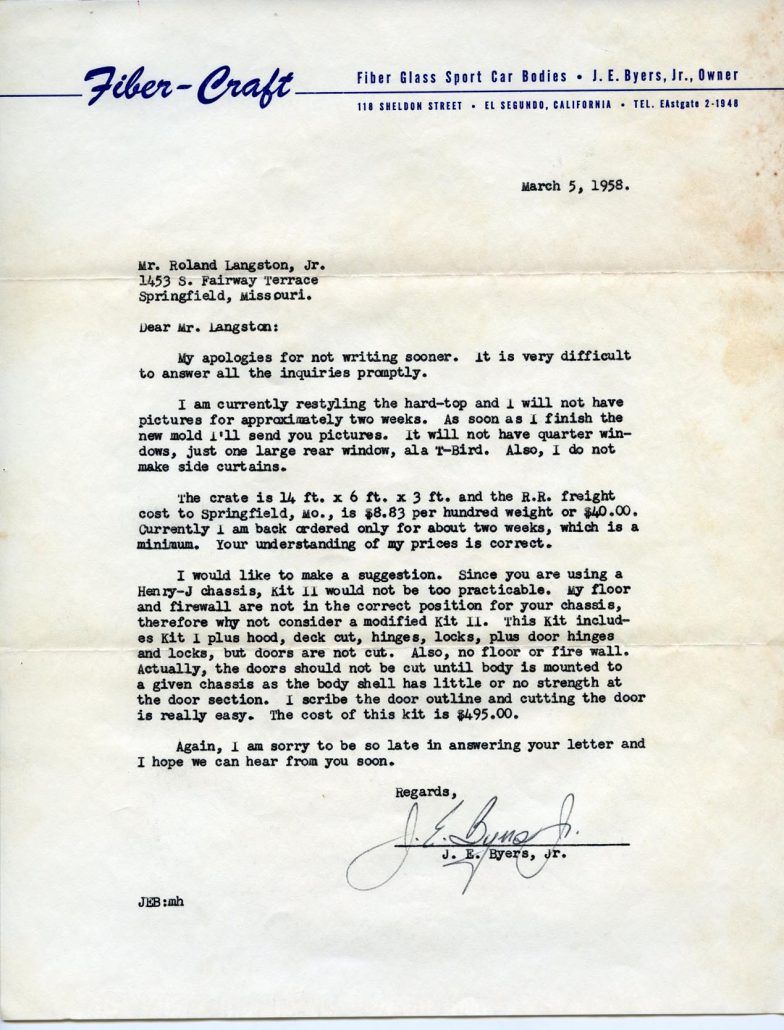 Fiber-Craft
Fiber Glass Sport Car Bodies • J. E. Byers, Jr., Owner
118 SHELDON STREET • EL SEGUNDO, CALIFORNIA • TEL. EAstgate 2-1948
March 5, 1958.
Mr. Roland Langston, Jr.
1453 S. Fairway Terrace
Springfield, Missouri.
Dear Mr. Langston:
My apologies for not writing sooner. It is very difficult
to answer all the inquiries promptly.
I am currently restyling the hard-top and I will not have
pictures for approximately two weeks. As soon as I finish the
new mold I'll send you pictures. It will not have quarter win-
dows, just one large rear window, ala T-Bird. Also, I do not
make side curtains.
The crate is 14 ft. x 6 ft. x 3 ft. and the R.R. freight
cost to Springfield, Mo., is $8.83 per hundred weight or $40.00.
Currently I am back ordered only for about two weeks, which is a
minimum. Your understanding of my prices is correct.
I would like to make a suggestion. Since you are using a
Henry-J chassis, Kit II would not be too practicable. My floor
and firewall are not in the correct position for your chassis,
therefore why not consider a modified Kit II. This Kit includ-
es Kit I plus hood, deck cut, hinges, locks, plus door hinges
and locks, but doors are not cut. Also, no floor or fire wall.
Actually, the doors should not be cut until body is mounted to
a given chassis as the body shell has little or no strength at
the door section. I scribe the door outline and cutting the door
is really easy. The cost of this kit is $495.00.
Again, I am sorry to be so late in answering your letter and
I hope we can hear from you soon.
Regards,
J. E. Byers Jr.
J. E. Byers, Jr.
JEB:mh